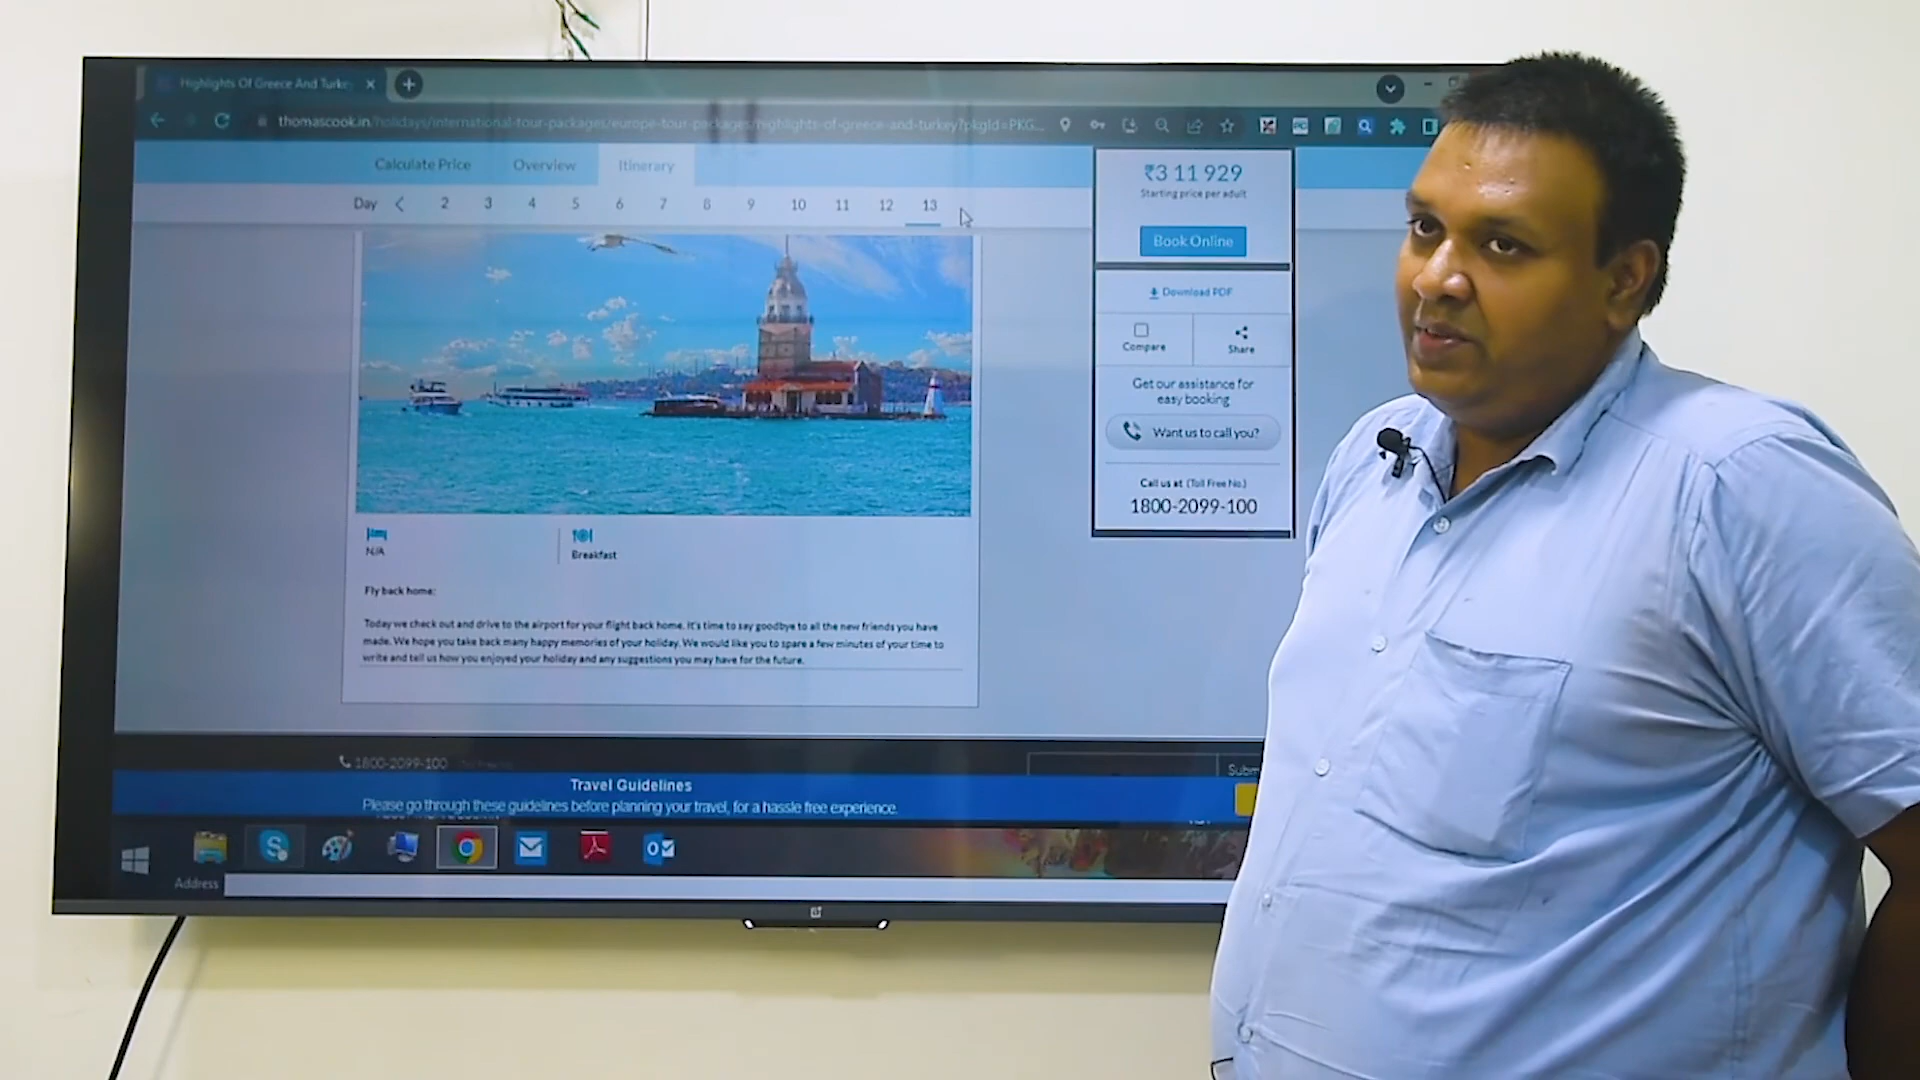 Highlights Of Greece And Turke
thomascook.in/holidays/international-tour-packages/europe-tour-packages/highlights-of-greece-and-turkey?pkgId=PKG...
Calculate Price Overview Itinerary
Day 2 3 4 5 6 7 8 9 10 11 12 13
₹3 11 929
Starting price per adult
Book Online
Download PDF
Compare Share
Get our assistance for
easy booking
Want us to call you?
Call us at (Toll Free No.)
1800-2099-100
N/A
Breakfast
Fly back home:
Today we check out and drive to the airport for your flight back home. It's time to say goodbye to all the new friends you have
made. We hope you take back many happy memories of your holiday. We would like you to spare a few minutes of your time to
write and tell us how you enjoyed your holiday and any suggestions you may have for the future.
1800-2099-100
Subm
Travel Guidelines
Please go through these guidelines before planning your travel, for a hassle free experience.
Address